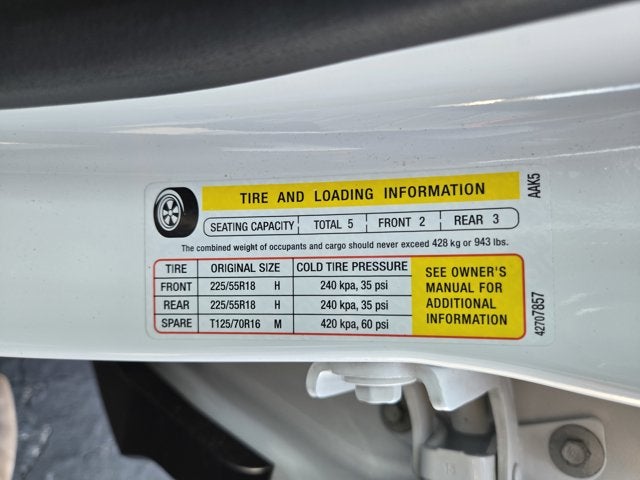 TIRE AND LOADING INFORMATION
SEATING CAPACITY TOTAL 5 FRONT 2 REAR 3
The combined weight of occupants and cargo should never exceed 428 kg or 943 lbs.
TIRE ORIGINAL SIZE COLD TIRE PRESSURE
FRONT 225/55R18 H 240 kpa, 35 psi
REAR 225/55R18 H 240 kpa, 35 psi
SPARE T125/70R16 M 420 kpa, 60 psi
SEE OWNER'S
MANUAL FOR
ADDITIONAL
INFORMATION
AAK5
42707857